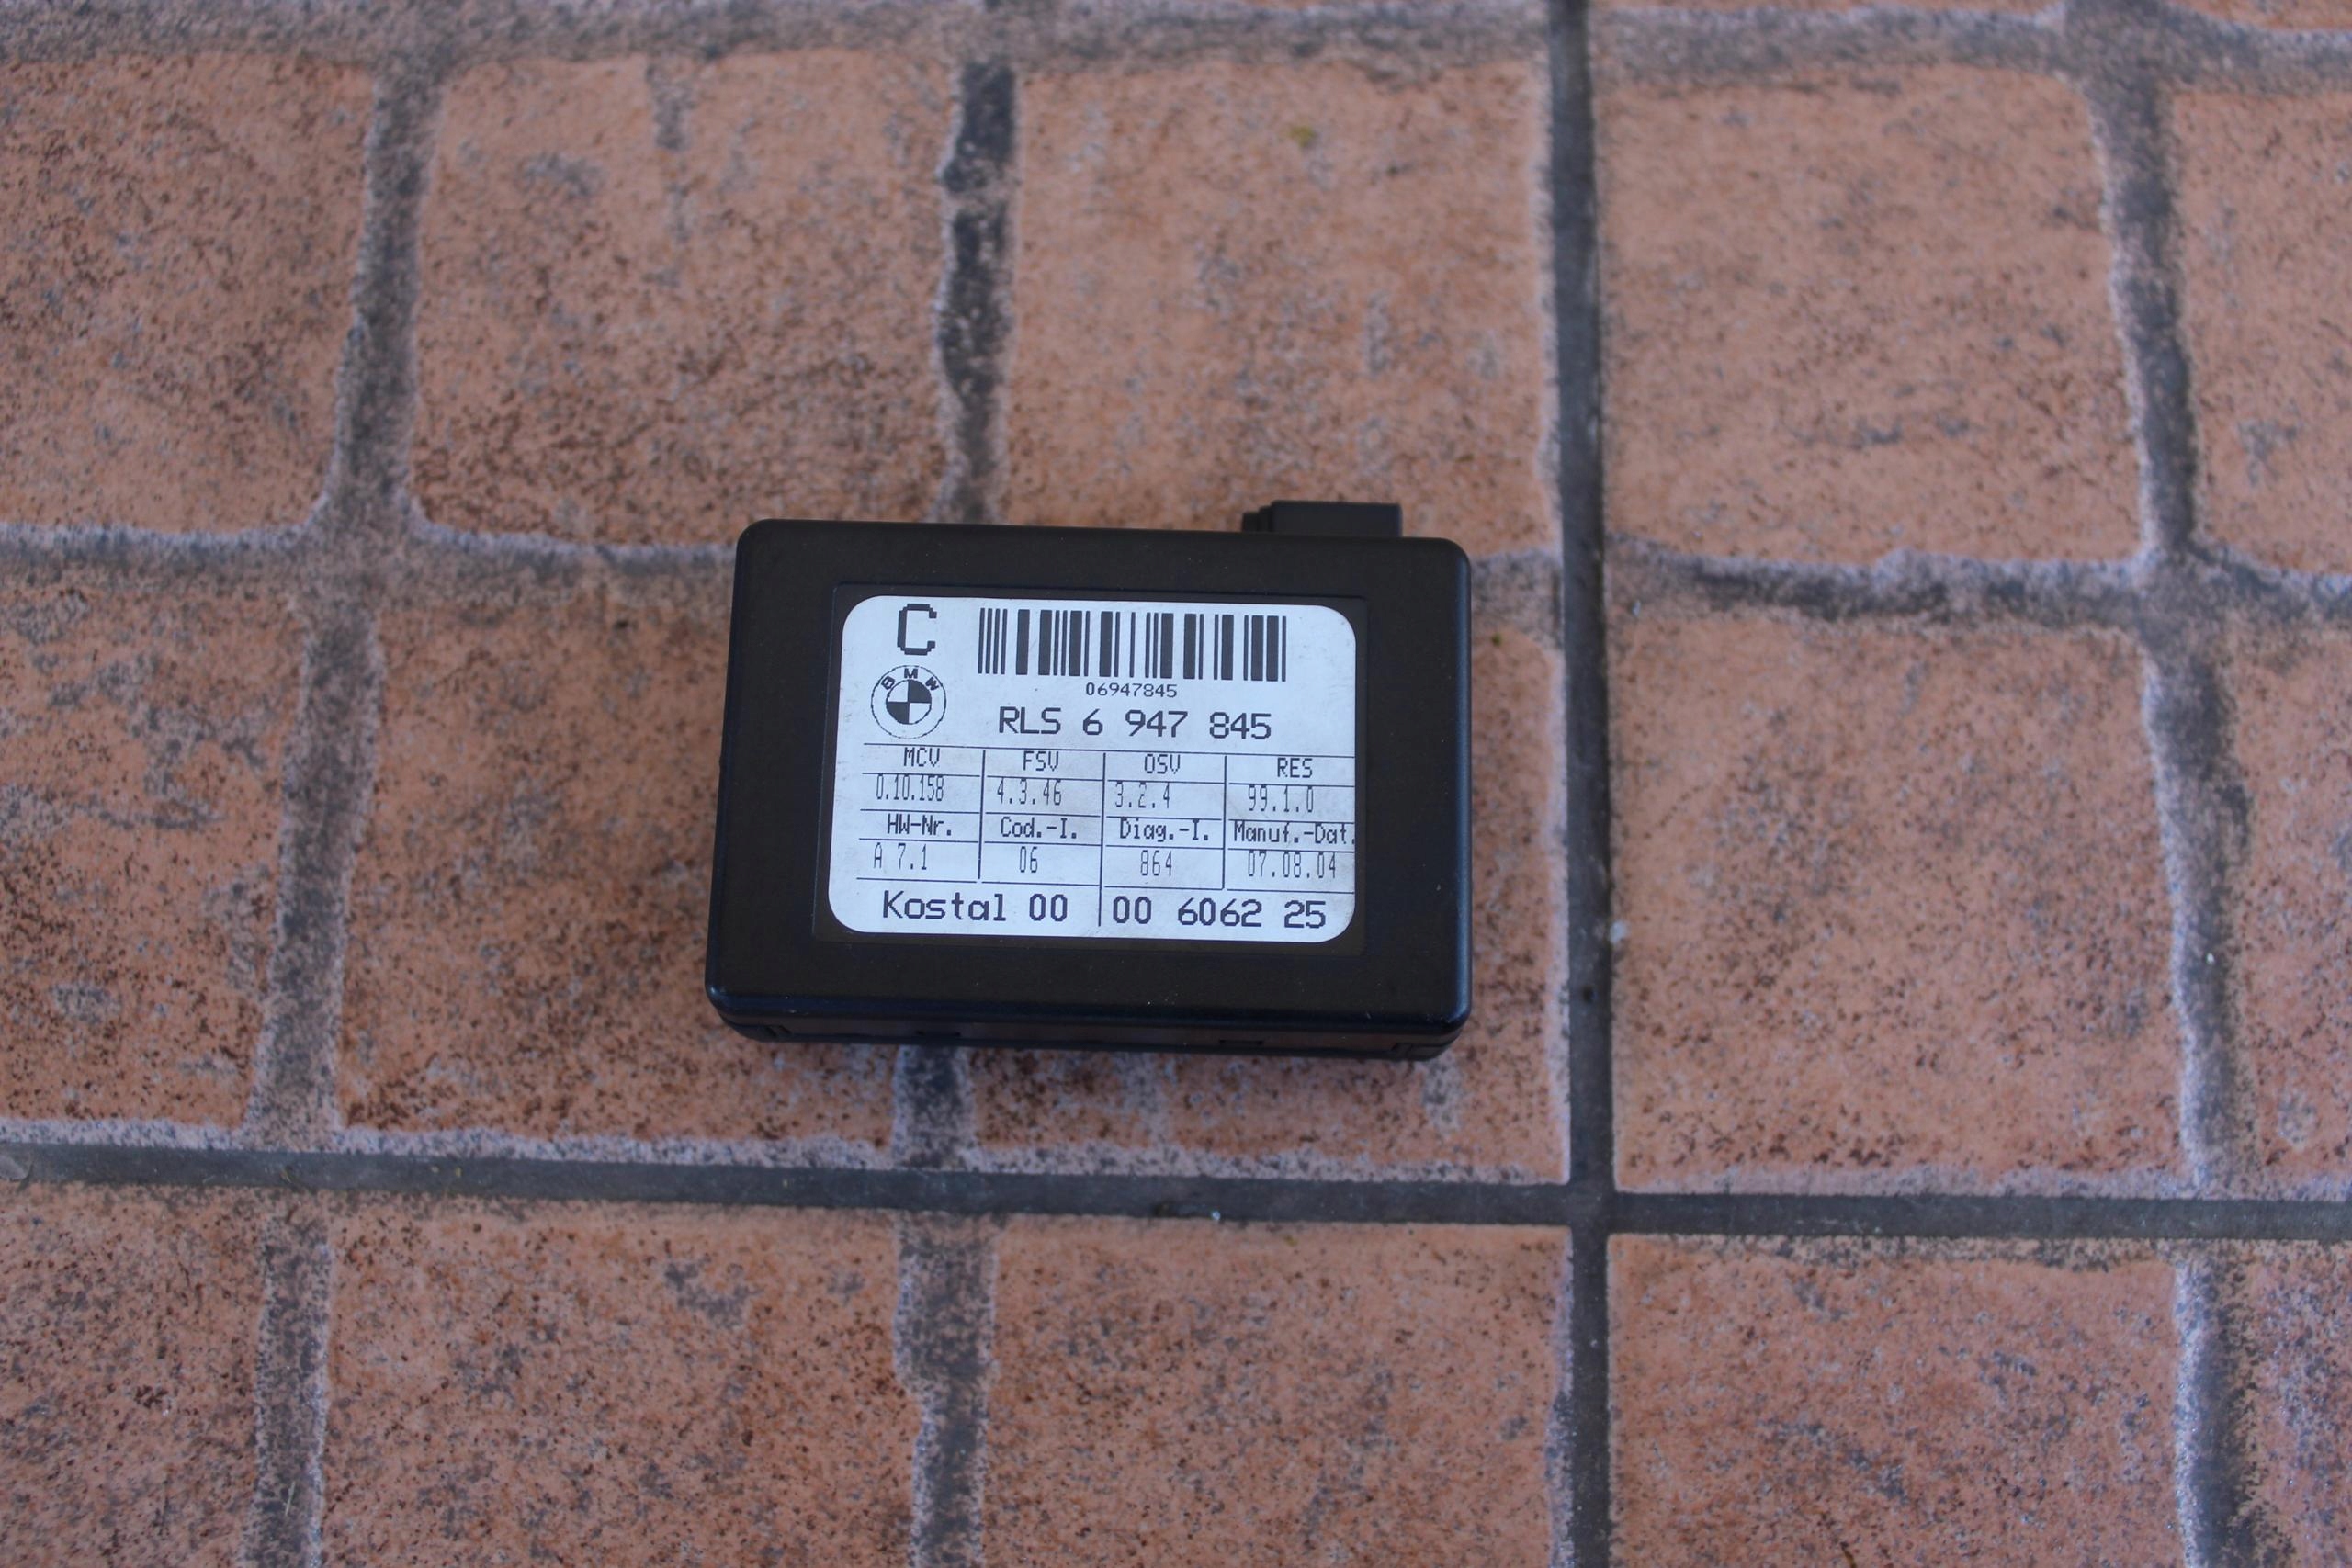 C
BMW
06947845
RLS 6 947 845
MCV FSV OSV RES
0.10.158 4.3.46 3.2.4 99.1.0
HW-Nr. Cod.-I. Diag.-I. Manuf.-Dat.
A 7.1 06 864 07.08.04
Kostal 00 00 6062 25